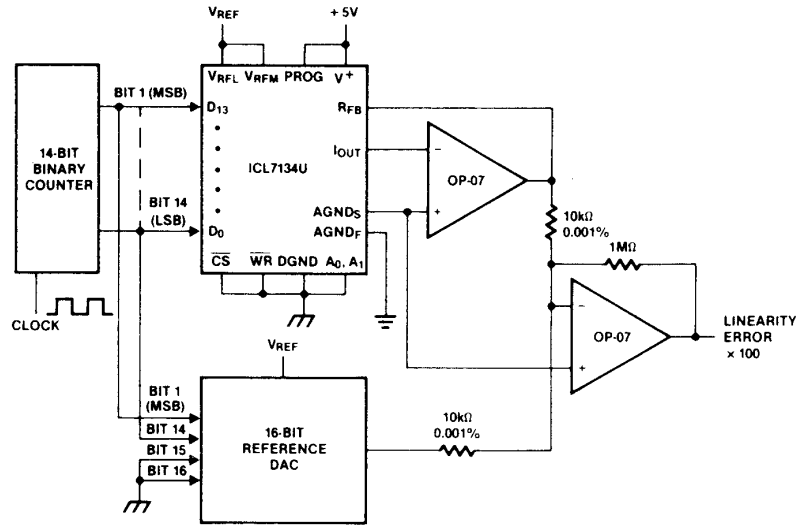 VREF
+ 5V
VRFL VRFM PROG V+
BIT 1 (MSB)
D13
RFB
14-BIT
BINARY
COUNTER
ICL7134U
IOUT
−
OP-07
+
BIT 14
(LSB)
D0
AGNDS
AGNDF
CS WR DGND A0, A1
CLOCK
10kΩ
0.001%
1MΩ
−
OP-07
+
LINEARITY
ERROR
× 100
VREF
BIT 1
(MSB)
BIT 14
BIT 15
BIT 16
16-BIT
REFERENCE
DAC
10kΩ
0.001%